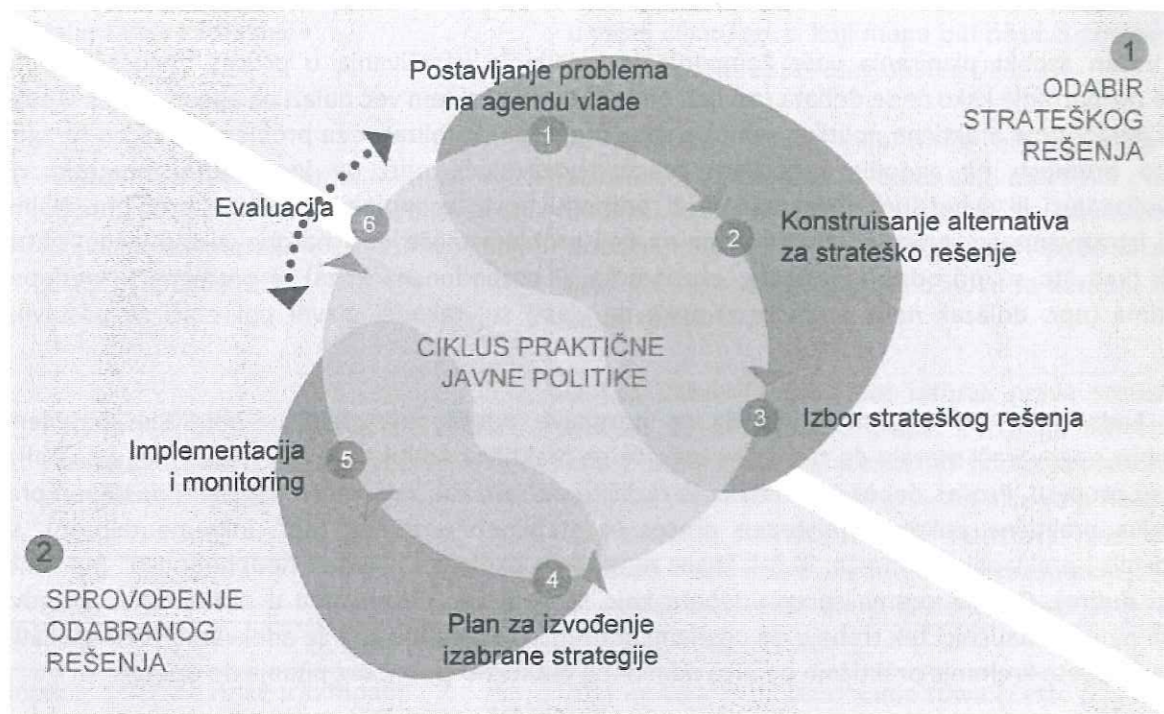 1
ODABIR
STRATEŠKOG
REŠENJA
Postavljanje problema
na agendu vlade
1
2
Konstruisanje alternativa
za strateško rešenje
3
Izbor strateškog rešenja
4
Plan za izvođenje
izabrane strategije
5
Implementacija
i monitoring
6
Evaluacija
CIKLUS PRAKTIČNE
JAVNE POLITIKE
2
SPROVOĐENJE
ODABRANOG
REŠENJA